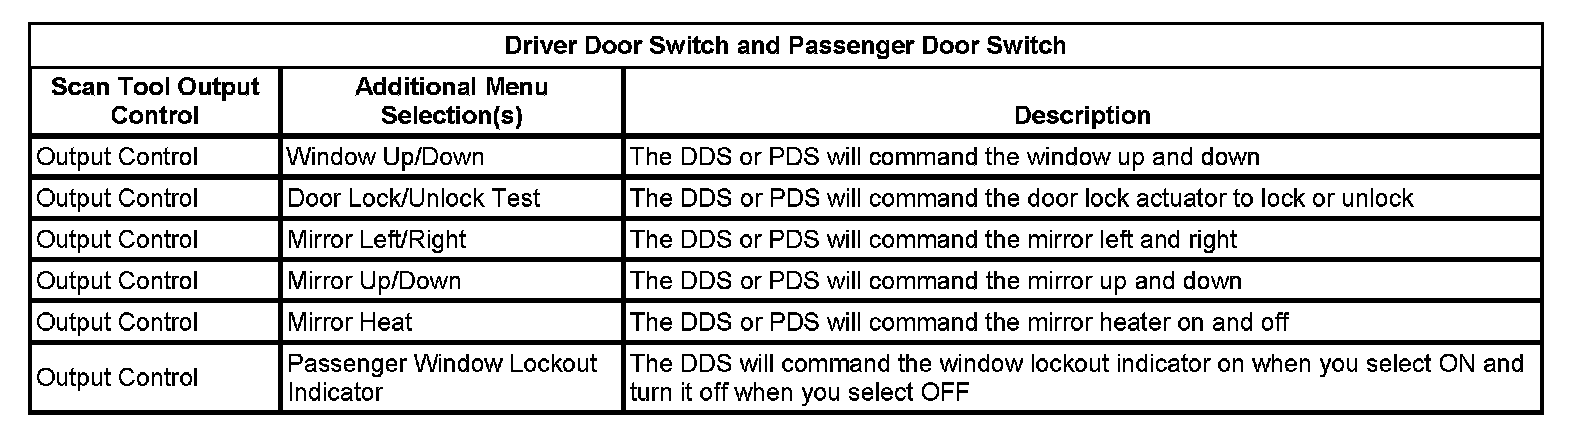 Driver Door Switch and Passenger Door Switch
Scan Tool Output
Control
Additional Menu
Selection(s)
Description
Output Control
Window Up/Down
The DDS or PDS will command the window up and down
Output Control
Door Lock/Unlock Test
The DDS or PDS will command the door lock actuator to lock or unlock
Output Control
Mirror Left/Right
The DDS or PDS will command the mirror left and right
Output Control
Mirror Up/Down
The DDS or PDS will command the mirror up and down
Output Control
Mirror Heat
The DDS or PDS will command the mirror heater on and off
Output Control
Passenger Window Lockout
Indicator
The DDS will command the window lockout indicator on when you select ON and
turn it off when you select OFF